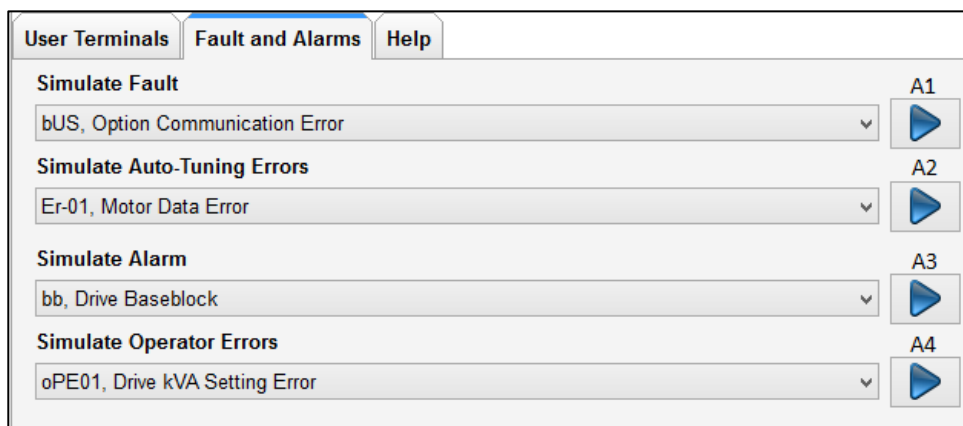 User Terminals Fault and Alarms Help
Simulate Fault A1
bUS, Option Communication Error
Simulate Auto-Tuning Errors A2
Er-01, Motor Data Error
Simulate Alarm A3
bb, Drive Baseblock
Simulate Operator Errors A4
oPE01, Drive kVA Setting Error